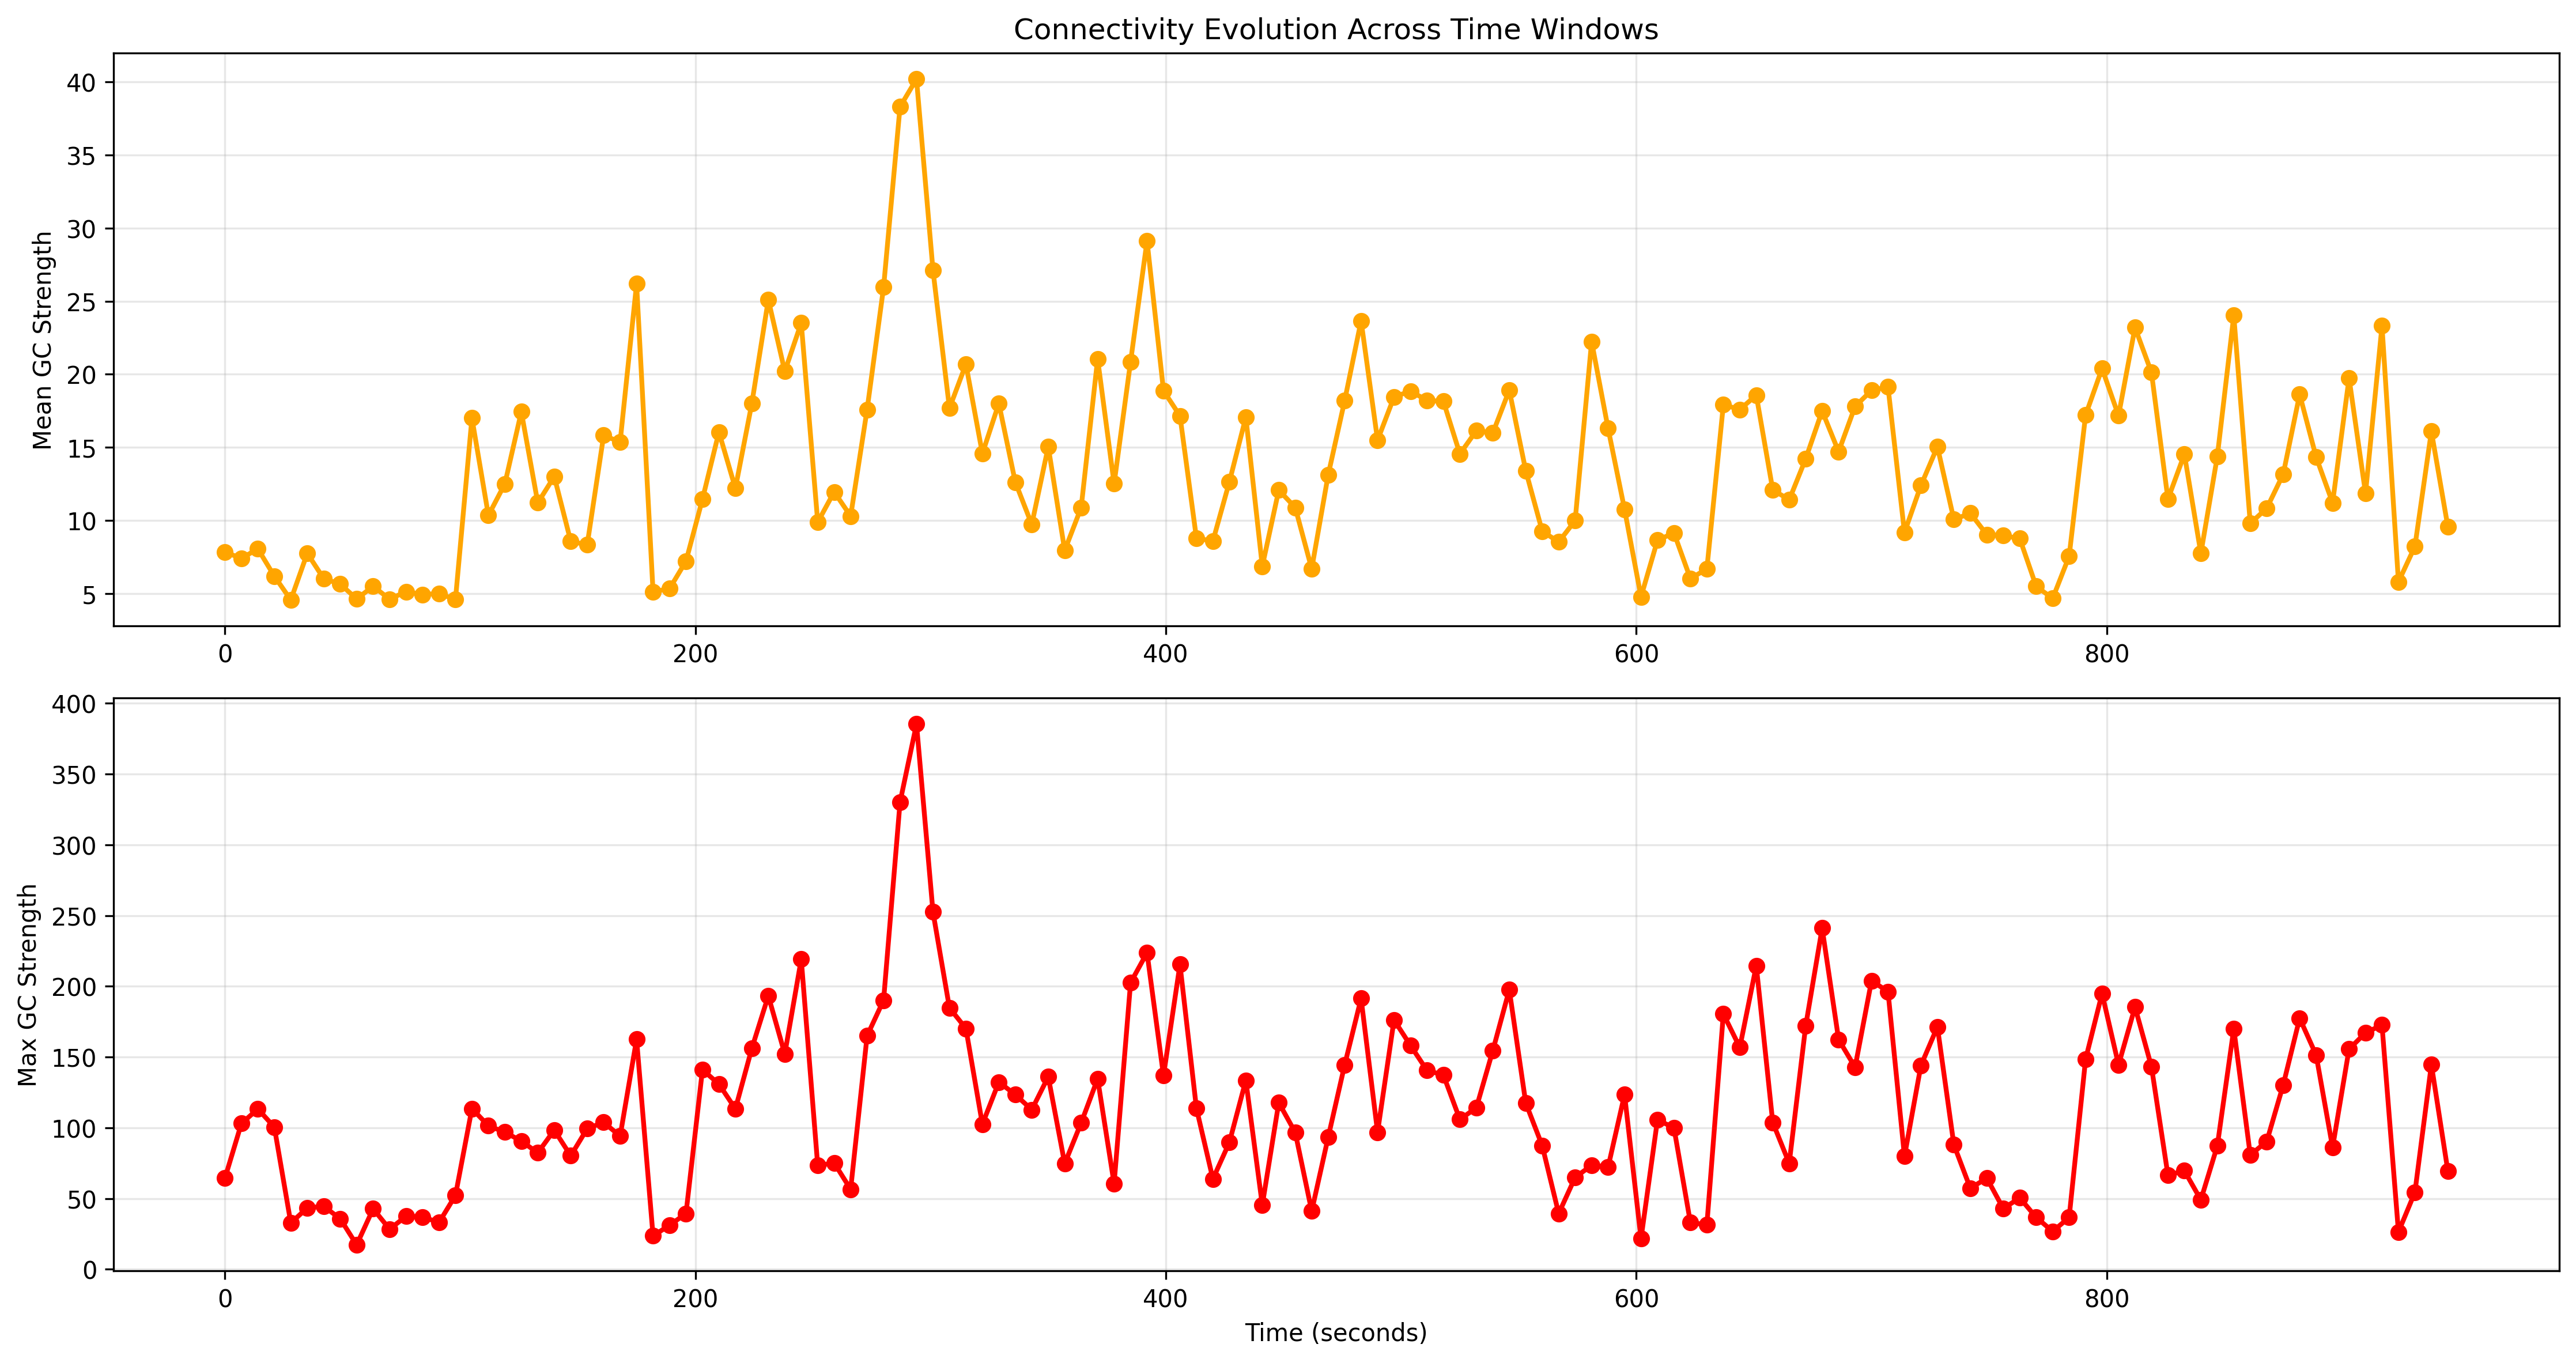 Connectivity Evolution Across Time Windows
40
35
30
25
20
15
10
5
Mean GC Strength
0 200 400 600 800
400
350
300
250
200
150
100
50
0
Max GC Strength
0 200 400 600 800
Time (seconds)